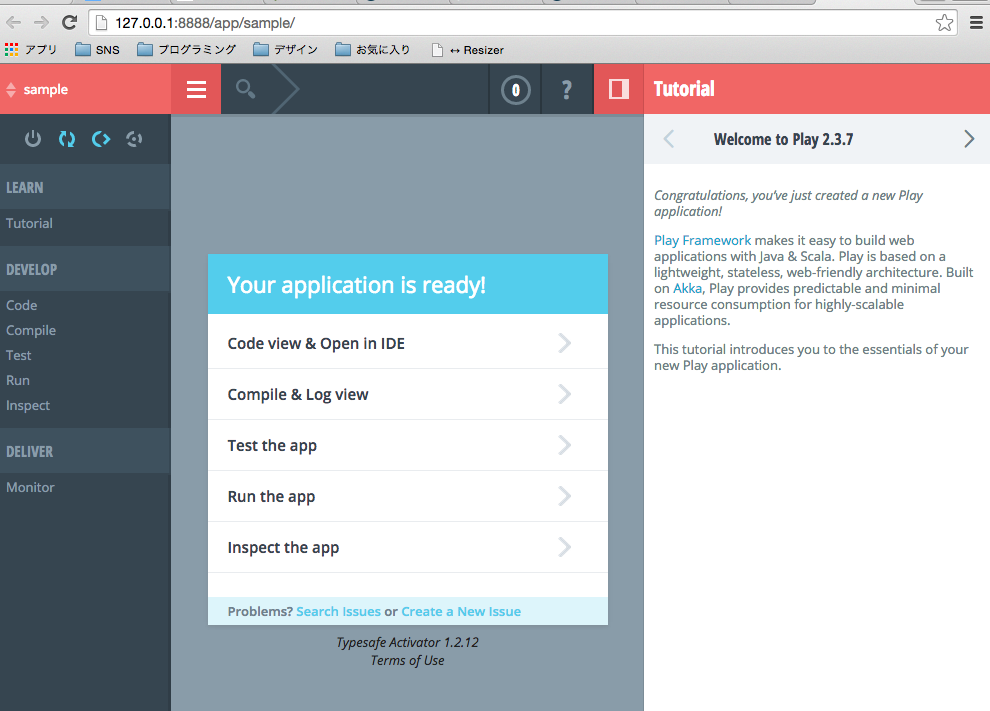 127.0.0.1:8888/app/sample/
アプリ SNS プログラミング デザイン お気に入り ↔ Resizer
sample
0 ?
LEARN
Tutorial
DEVELOP
Code
Compile
Test
Run
Inspect
DELIVER
Monitor
Your application is ready!
Code view & Open in IDE
Compile & Log view
Test the app
Run the app
Inspect the app
Problems? Search Issues or Create a New Issue
Typesafe Activator 1.2.12
Terms of Use
Tutorial
Welcome to Play 2.3.7
Congratulations, you've just created a new Play
application!
Play Framework makes it easy to build web
applications with Java & Scala. Play is based on a
lightweight, stateless, web-friendly architecture. Built
on Akka, Play provides predictable and minimal
resource consumption for highly-scalable
applications.
This tutorial introduces you to the essentials of your
new Play application.